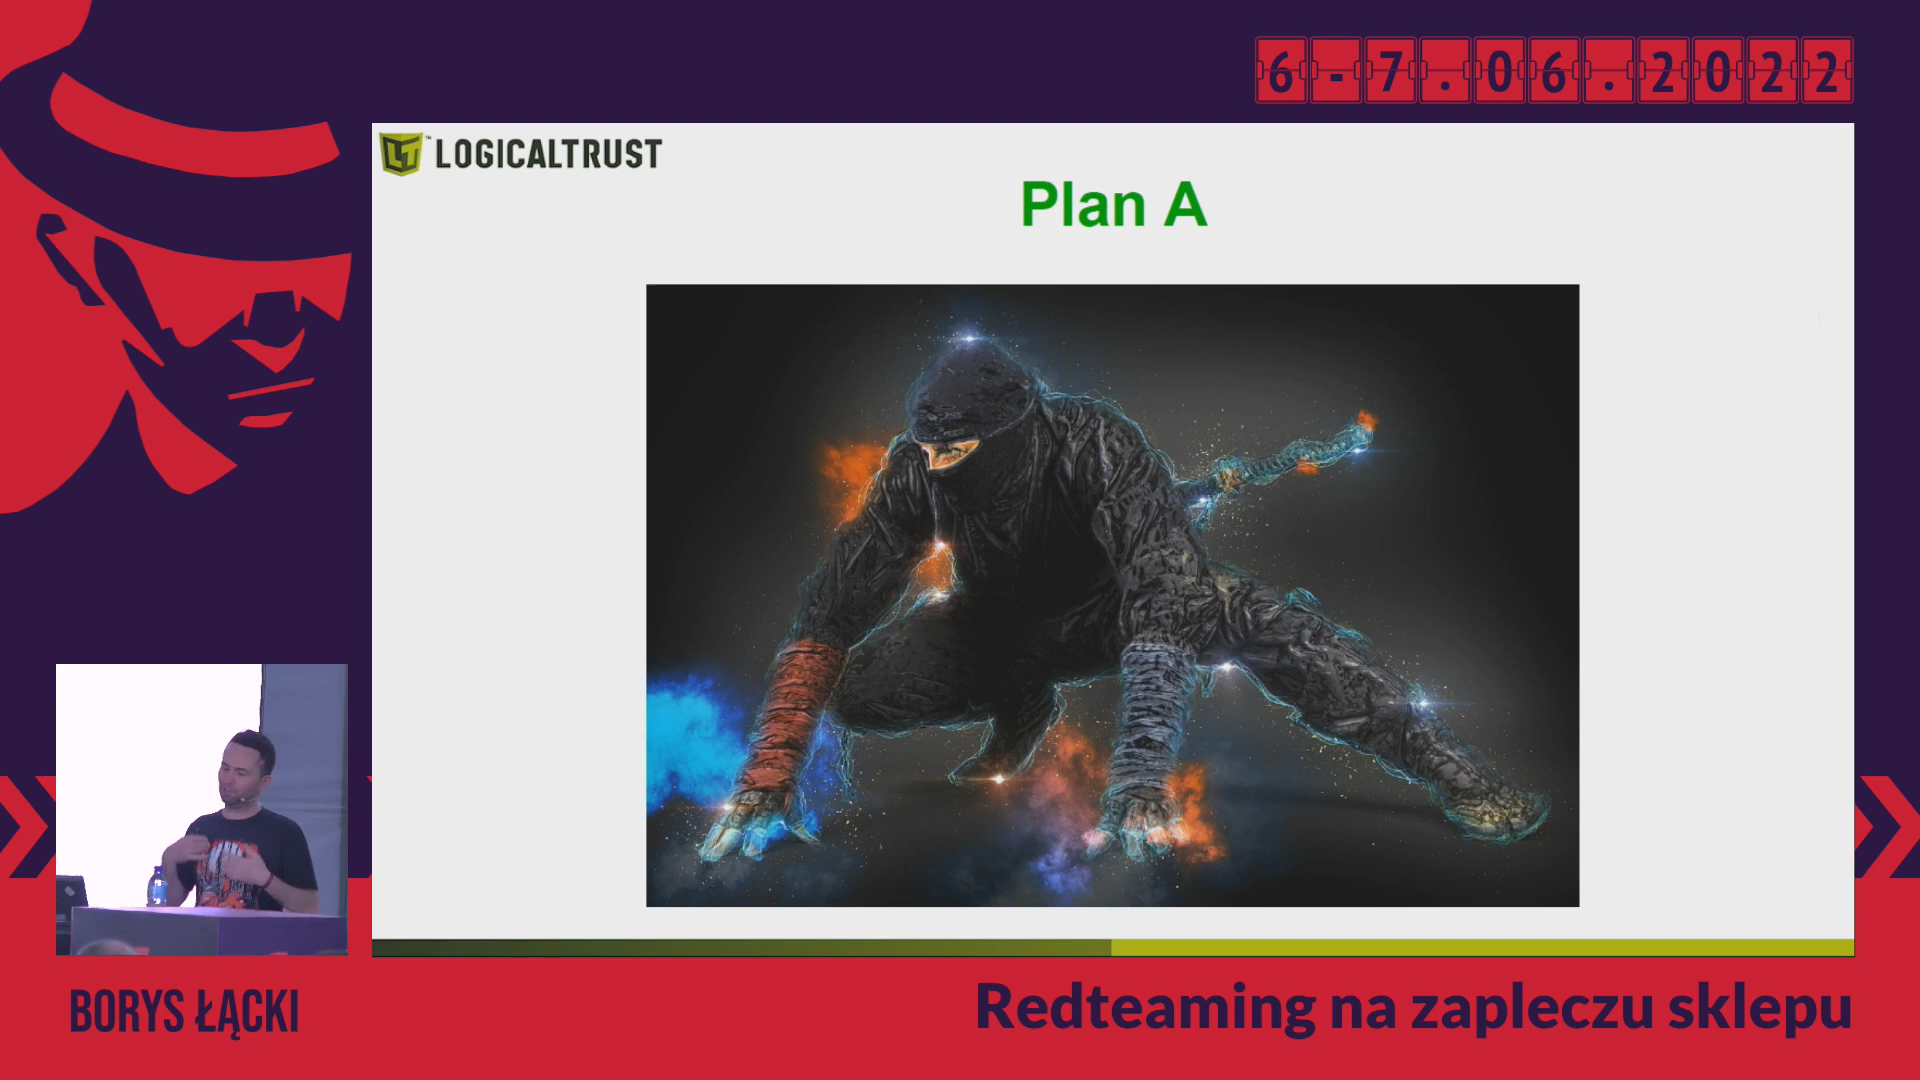 6-7.06.2022
LOGICALTRUST
Plan A
BORYS ŁĄCKI
Redteaming na zapleczu sklepu